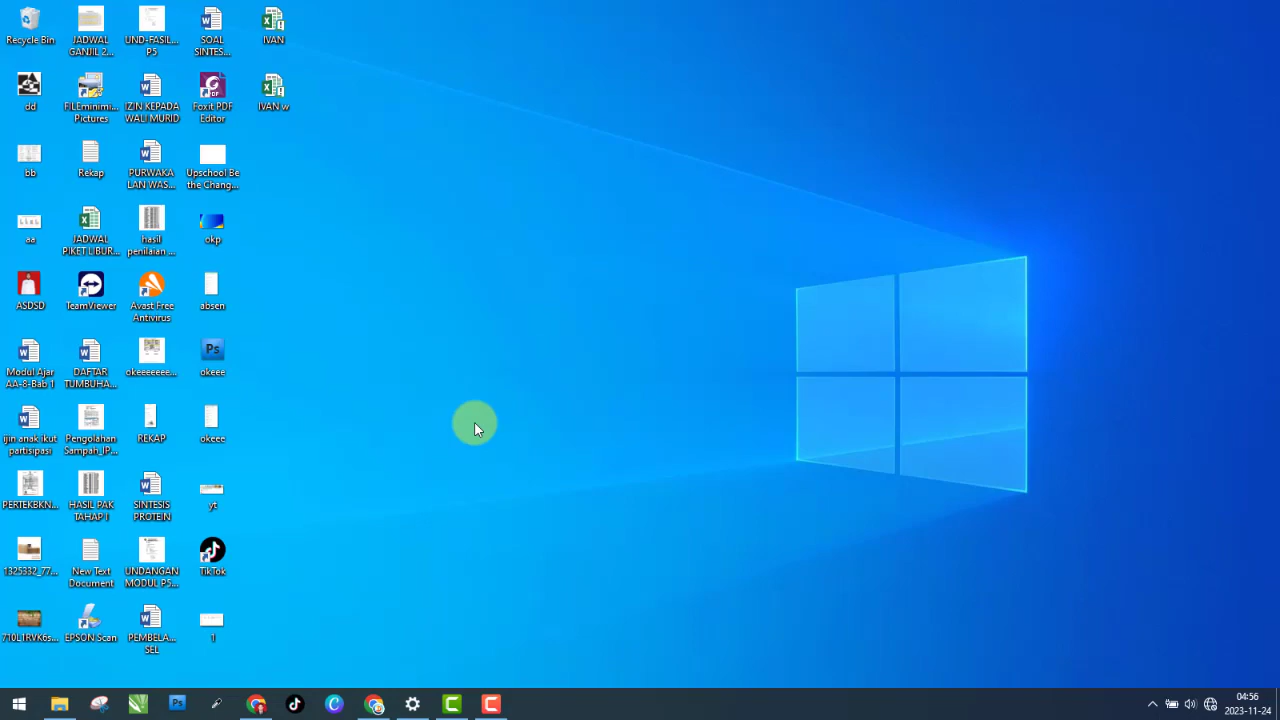 Recycle Bin
JADWAL
GANJIL 2...
UND-FASIL...
P5
SOAL
SINTES...
IVAN
dd
FILEminimi...
Pictures
IZIN KEPADA
WALI MURID
Foxit PDF
Editor
IVAN w
bb
Rekap
PURWAKA
LAN WAS...
Upschool Be
the Chang...
aa
JADWAL
PIKET LIBUR...
hasil
penilaian ...
okp
ASDSD
TeamViewer
Avast Free
Antivirus
absen
Modul Ajar
AA-8-Bab 1
DAFTAR
TUMBUHA...
okeeeeeee...
Ps
okeee
ijin anak ikut
partisipasi
Pengolahan
Sampah_IP...
REKAP
okeee
PERTEKBKN...
HASIL PAK
TAHAP I
SINTESIS
PROTEIN
yt
1325332_77...
New Text
Document
UNDANGAN
MODUL P5...
TikTok
710L1RVK6s...
EPSON Scan
PEMBELA...
SEL
1
Ps
04:56
2023-11-24